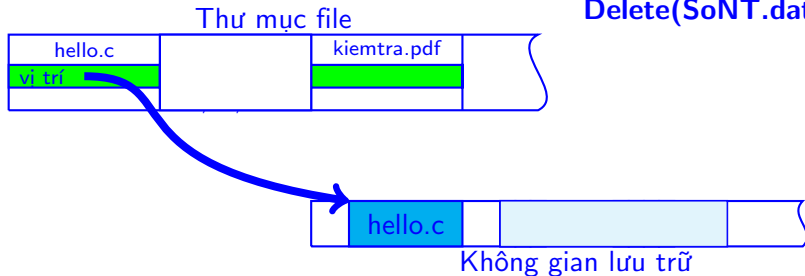 Delete(SoNT.dat
Thư mục file
hello.c
kiemtra.pdf
vị trí
hello.c
Không gian lưu trữ